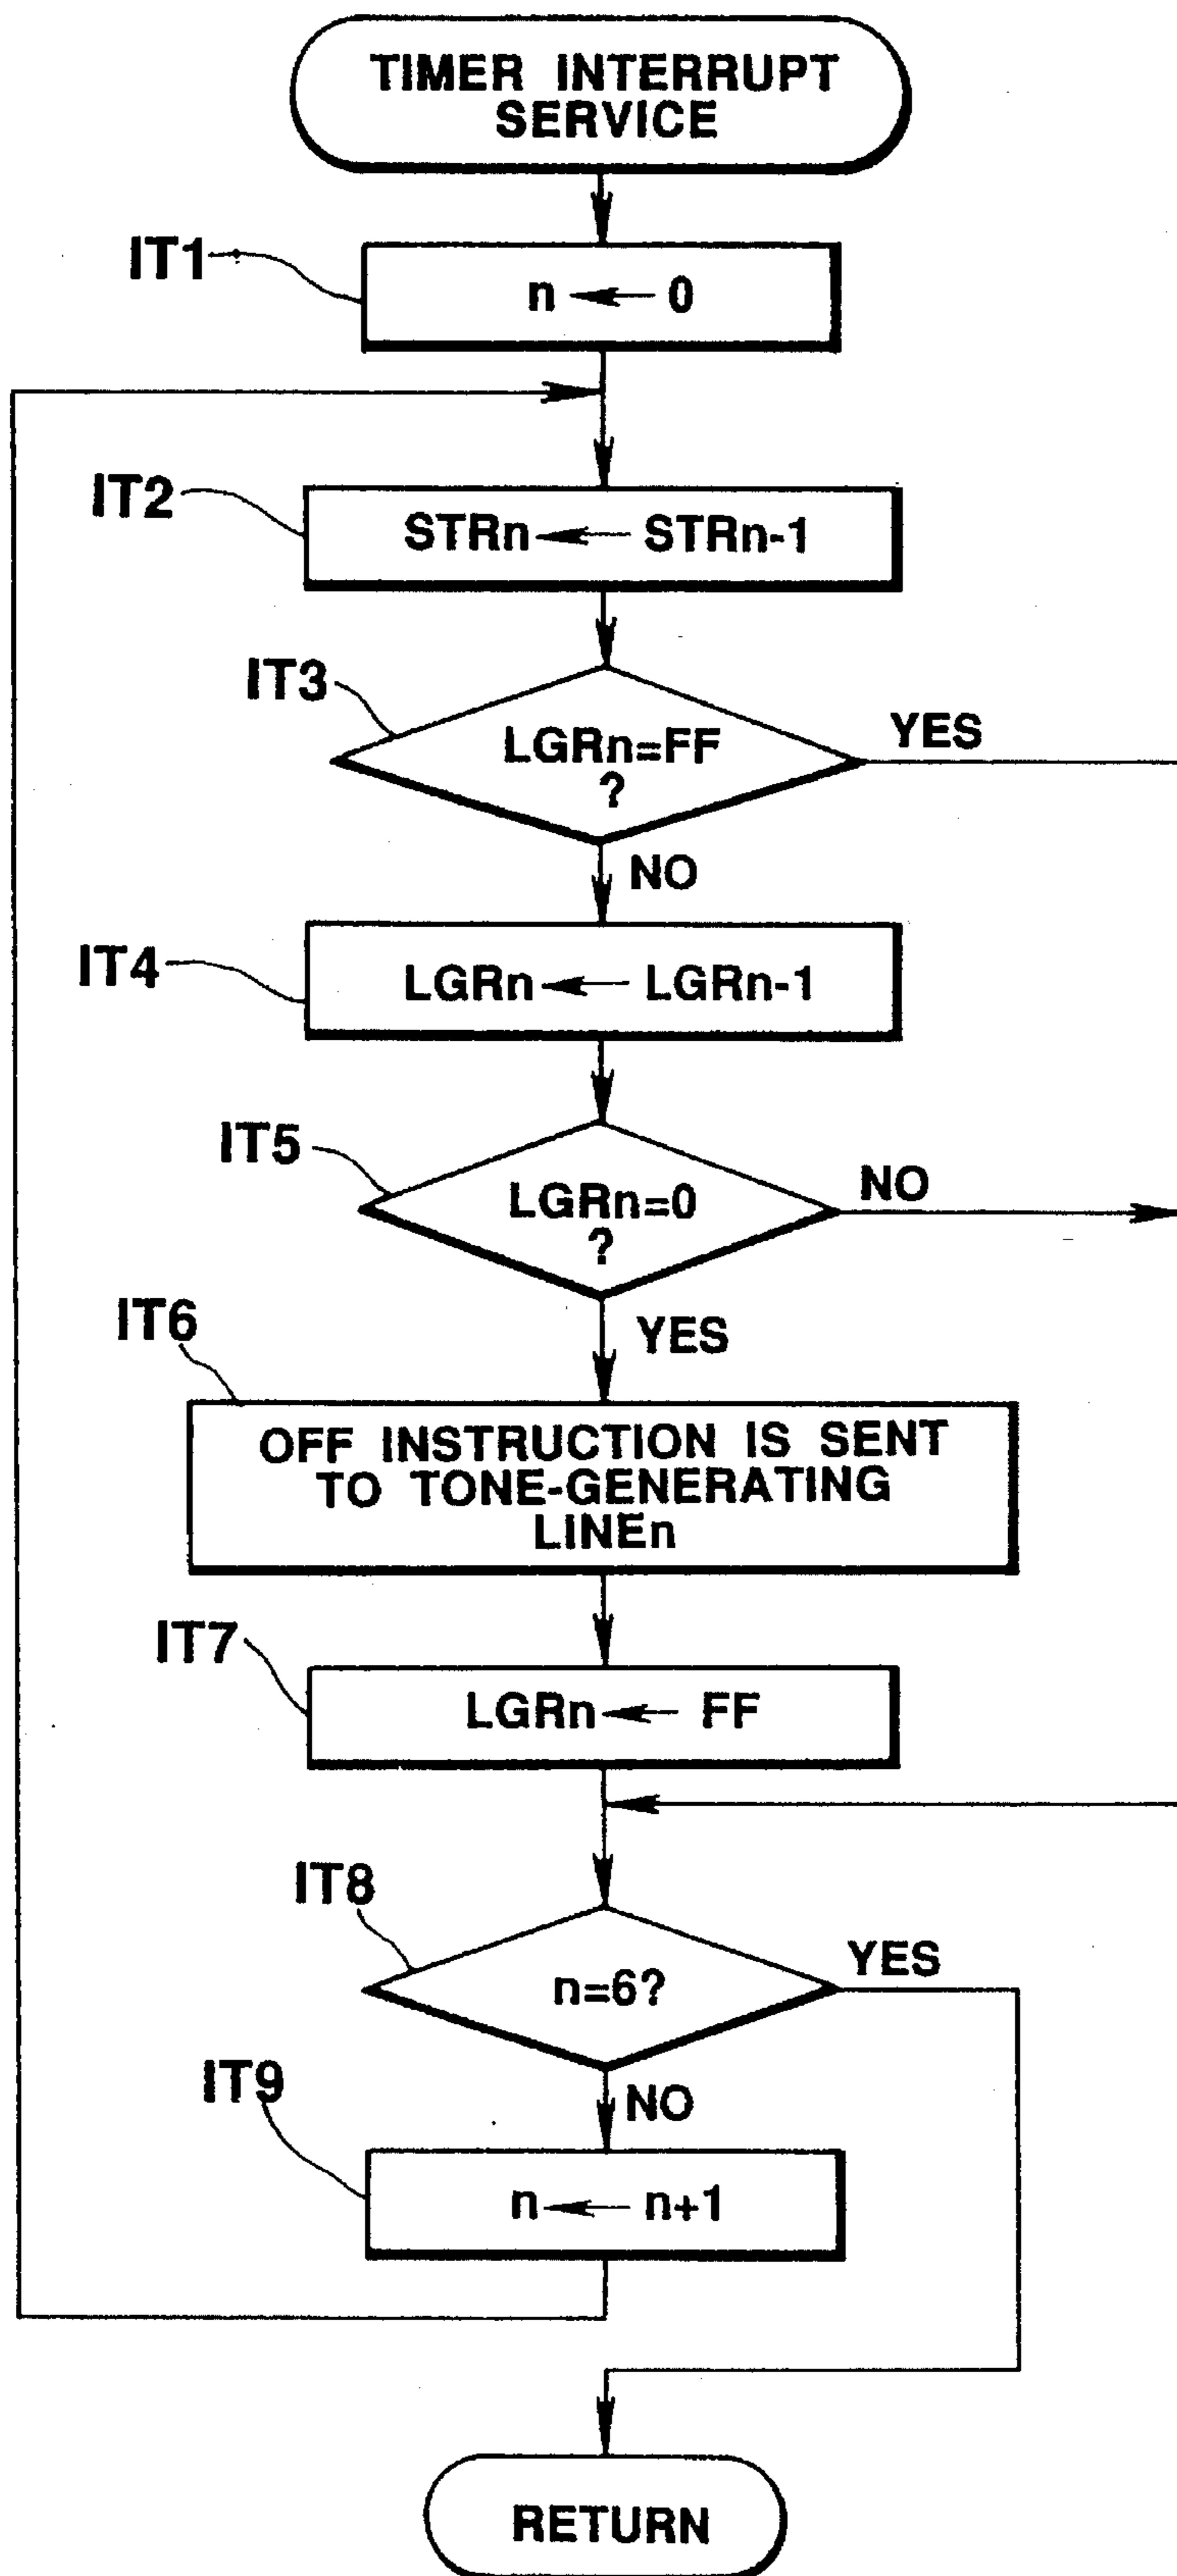 TIMER INTERRUPT
SERVICE
IT1
n ← 0
IT2
STRn ← STRn-1
IT3
LGRn=FF
?
YES
NO
IT4
LGRn ← LGRn-1
IT5
LGRn=0
?
NO
YES
IT6
OFF INSTRUCTION IS SENT
TO TONE-GENERATING
LINEn
IT7
LGRn ← FF
IT8
n=6?
YES
NO
IT9
n ← n+1
RETURN